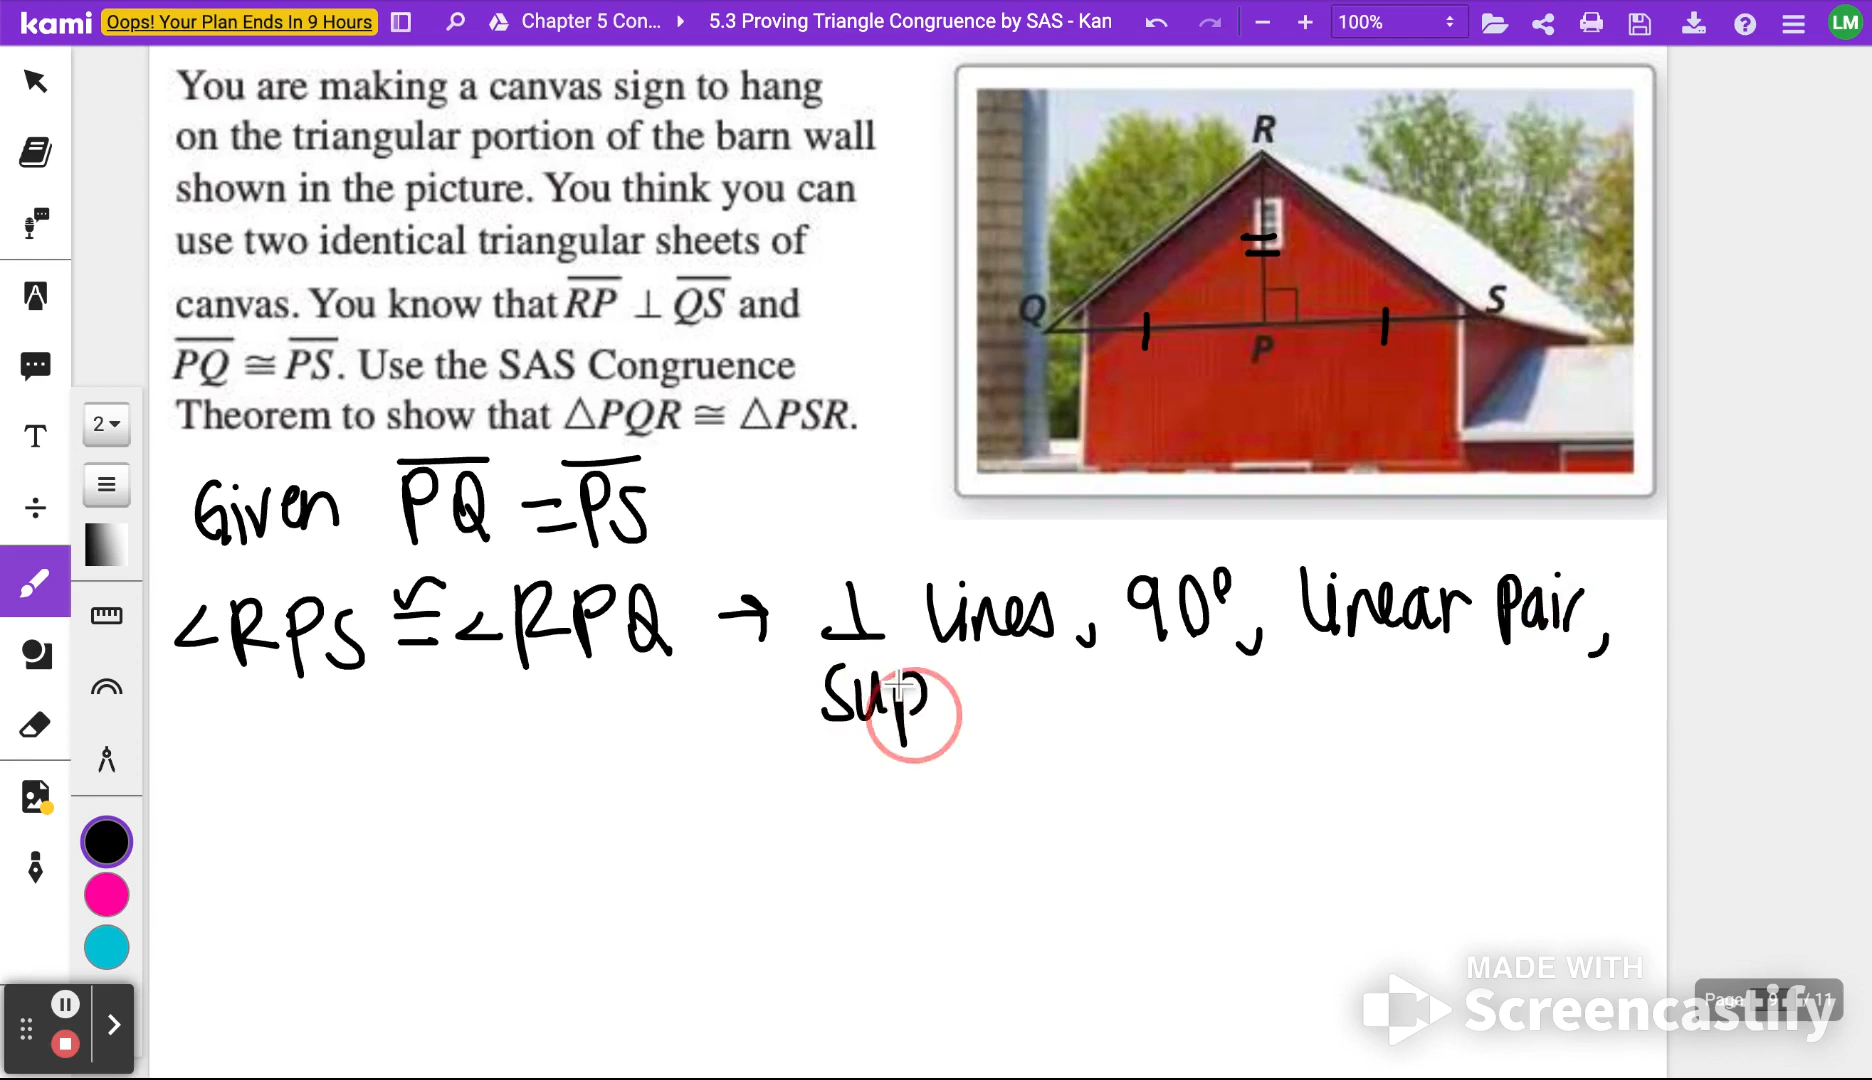 kami Oops! Your Plan Ends In 9 Hours Chapter 5 Con... 5.3 Proving Triangle Congruence by SAS - Kan 100% LM
You are making a canvas sign to hang
on the triangular portion of the barn wall
shown in the picture. You think you can
use two identical triangular sheets of
canvas. You know that RP ⊥ QS and
PQ ≅ PS. Use the SAS Congruence
Theorem to show that △PQR ≅ △PSR.
R
Q
S
P
T
2
Given PQ = PS
∠RPS ≅ ∠RPQ → ⊥ lines, 90°, linear pair,
Sup
MADE WITH
Screencastify
Page 9 / 11